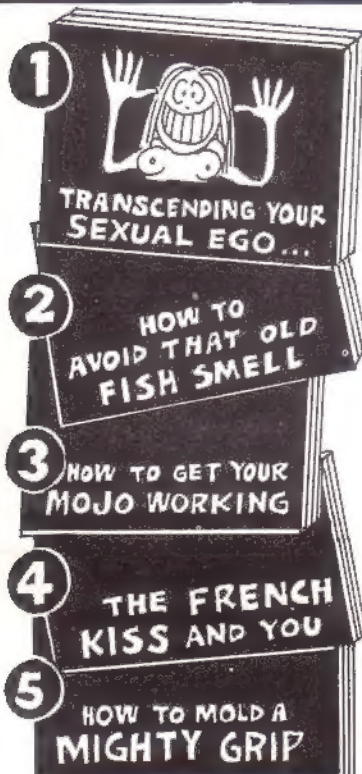 1
TRANSCENDING YOUR
SEXUAL EGO...
2
HOW TO
AVOID THAT OLD
FISH SMELL
3
HOW TO GET YOUR
MOJO WORKING
4
THE FRENCH
KISS AND YOU
5
HOW TO MOLD A
MIGHTY GRIP